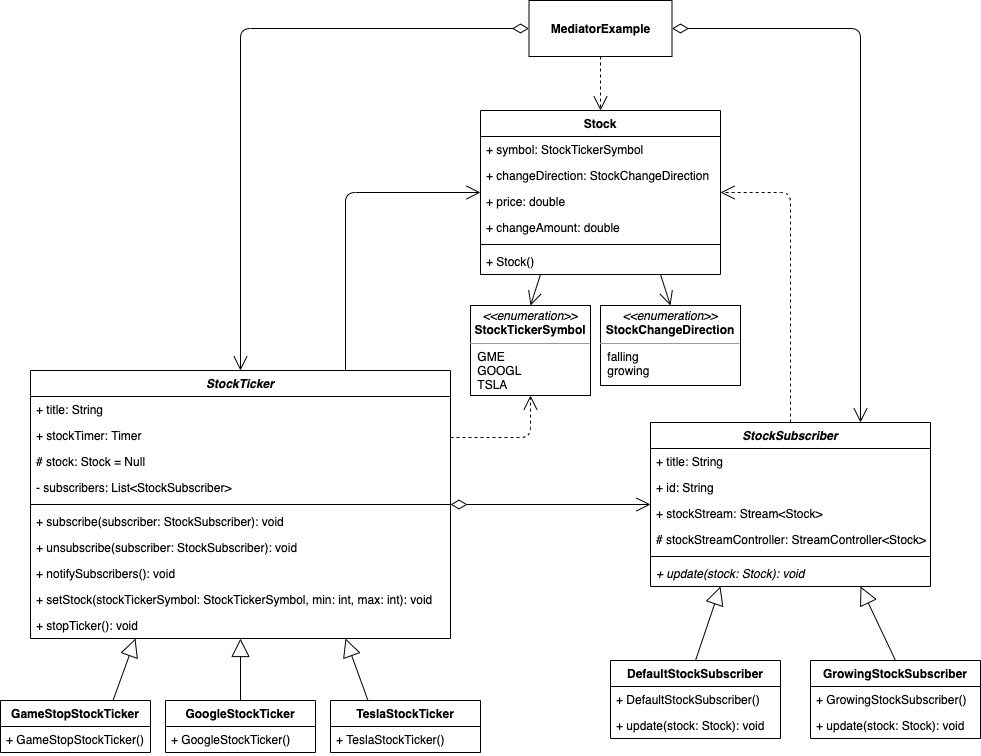 MediatorExample
Stock
+ symbol: StockTickerSymbol
+ changeDirection: StockChangeDirection
+ price: double
+ changeAmount: double
+ Stock()
<<enumeration>>
StockTickerSymbol
GME
GOOGL
TSLA
<<enumeration>>
StockChangeDirection
falling
growing
StockTicker
+ title: String
+ stockTimer: Timer
# stock: Stock = Null
- subscribers: List<StockSubscriber>
+ subscribe(subscriber: StockSubscriber): void
+ unsubscribe(subscriber: StockSubscriber): void
+ notifySubscribers(): void
+ setStock(stockTickerSymbol: StockTickerSymbol, min: int, max: int): void
+ stopTicker(): void
StockSubscriber
+ title: String
+ id: String
+ stockStream: Stream<Stock>
# stockStreamController: StreamController<Stock>
+ update(stock: Stock): void
GameStopStockTicker
+ GameStopStockTicker()
GoogleStockTicker
+ GoogleStockTicker()
TeslaStockTicker
+ TeslaStockTicker()
DefaultStockSubscriber
+ DefaultStockSubscriber()
+ update(stock: Stock): void
GrowingStockSubscriber
+ GrowingStockSubscriber()
+ update(stock: Stock): void